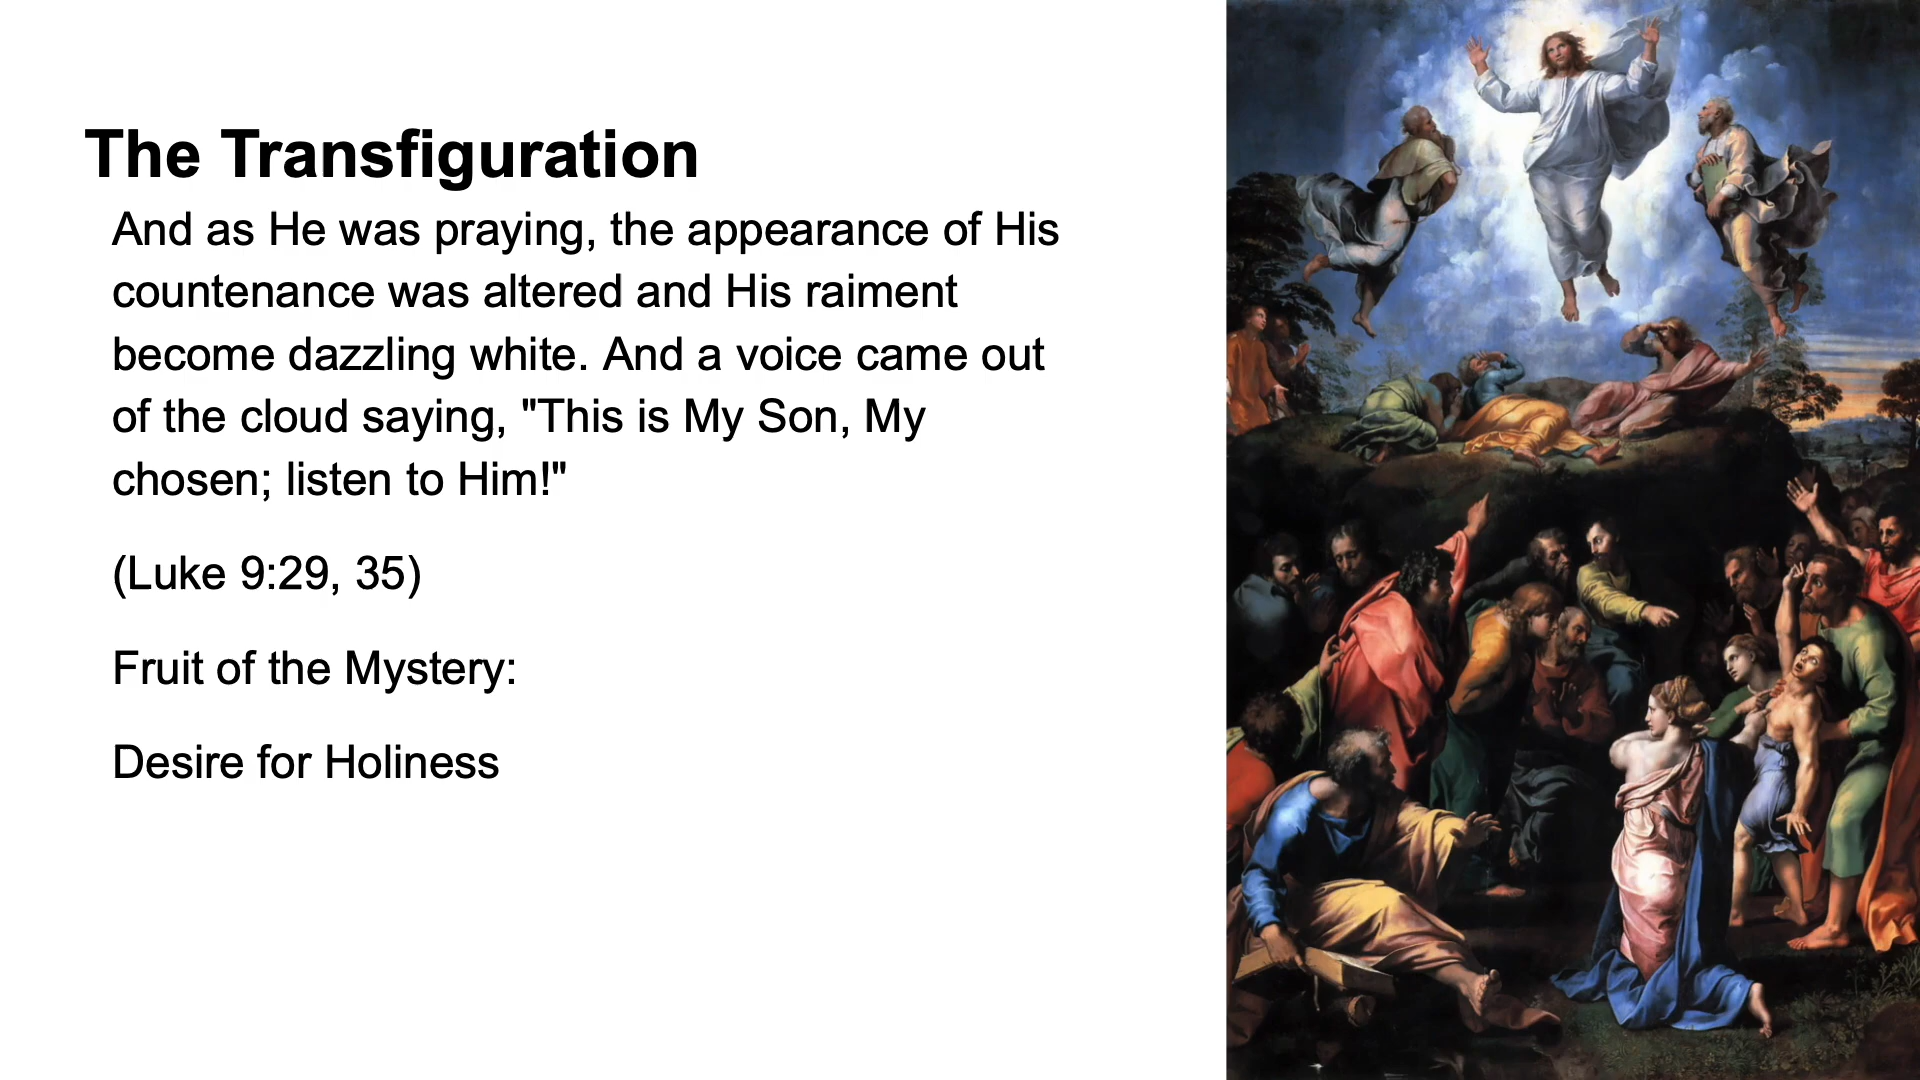 The Transfiguration
And as He was praying, the appearance of His
countenance was altered and His raiment
become dazzling white. And a voice came out
of the cloud saying, "This is My Son, My
chosen; listen to Him!"
(Luke 9:29, 35)
Fruit of the Mystery:
Desire for Holiness